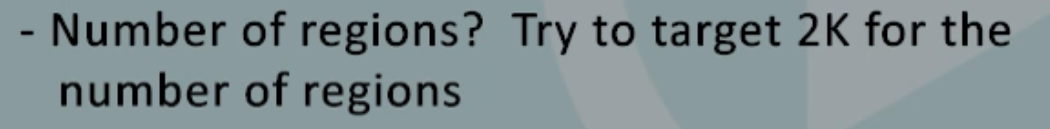 - Number of regions? Try to target 2K for the
number of regions